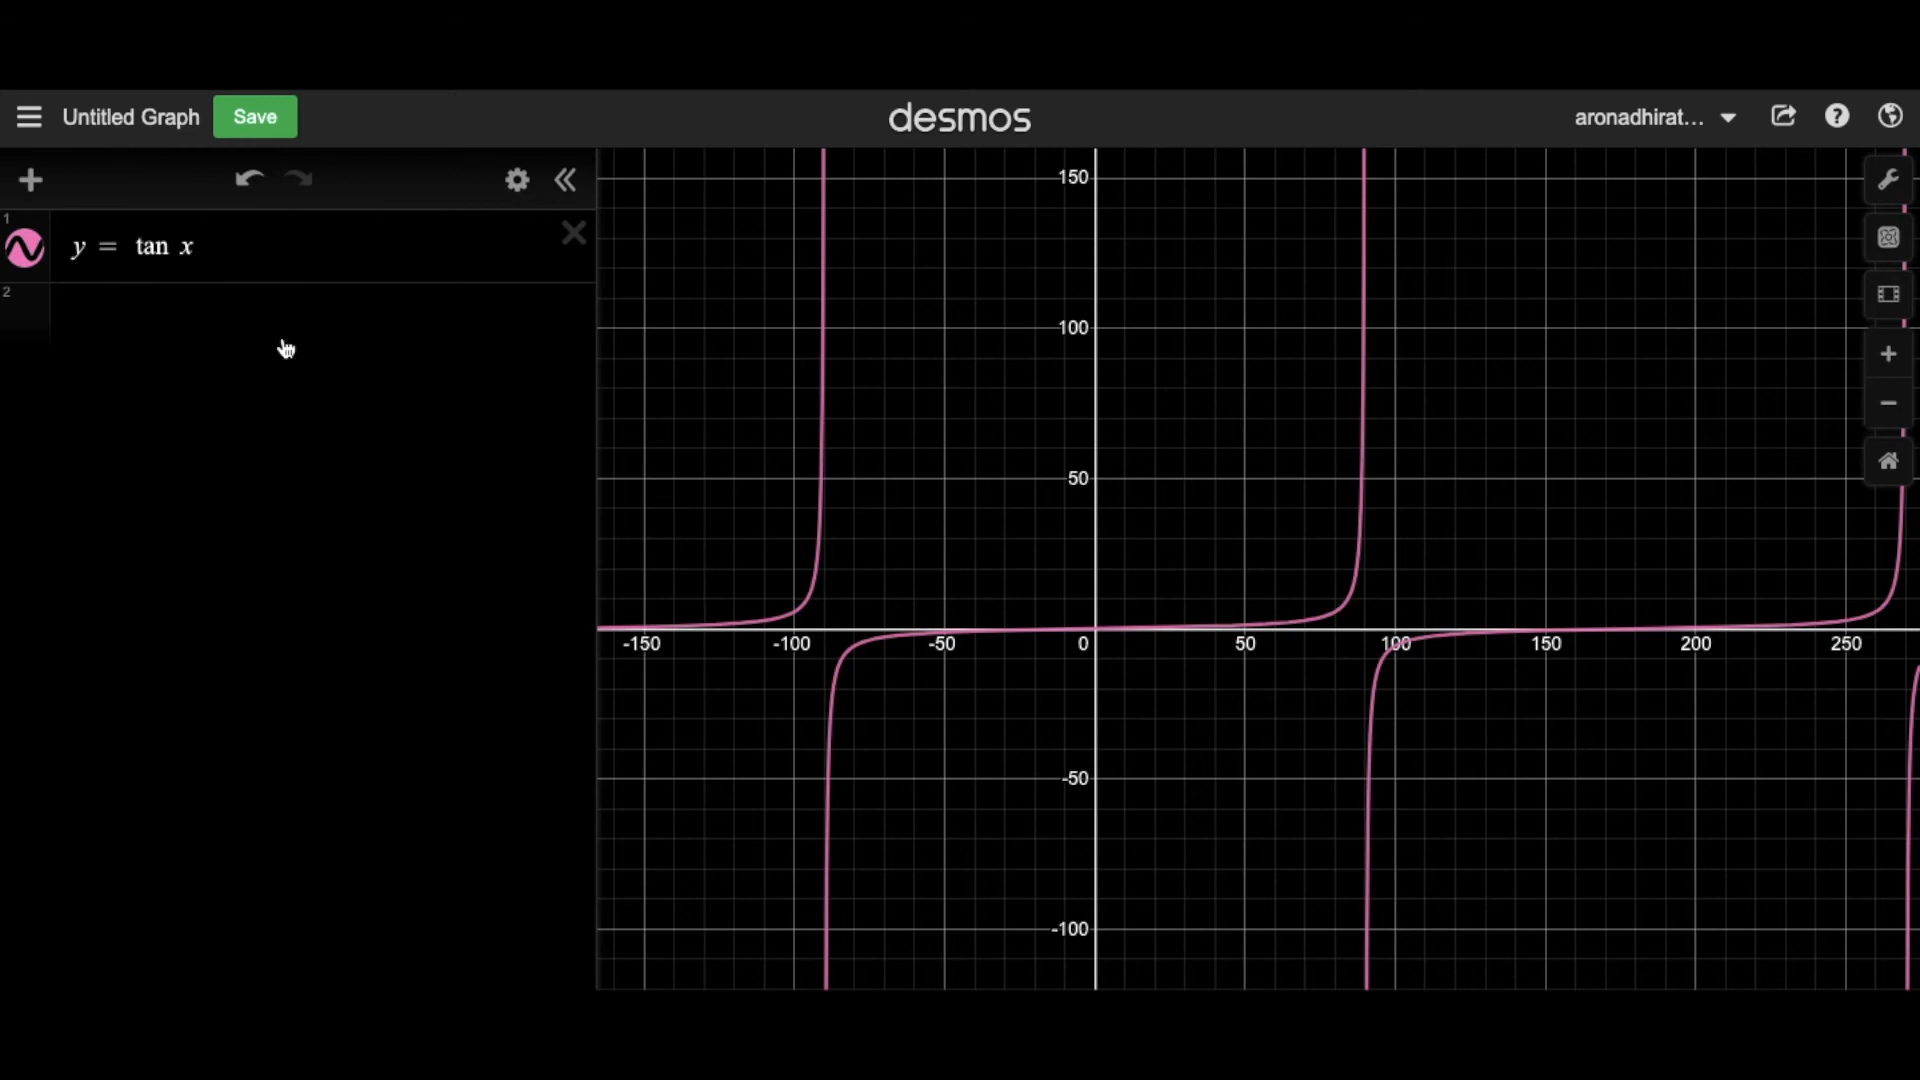 Untitled Graph Save desmos aronadhirat...
1
y = tan x
2
150
100
50
-150 -100 -50 0 50 100 150 200 250
-50
-100